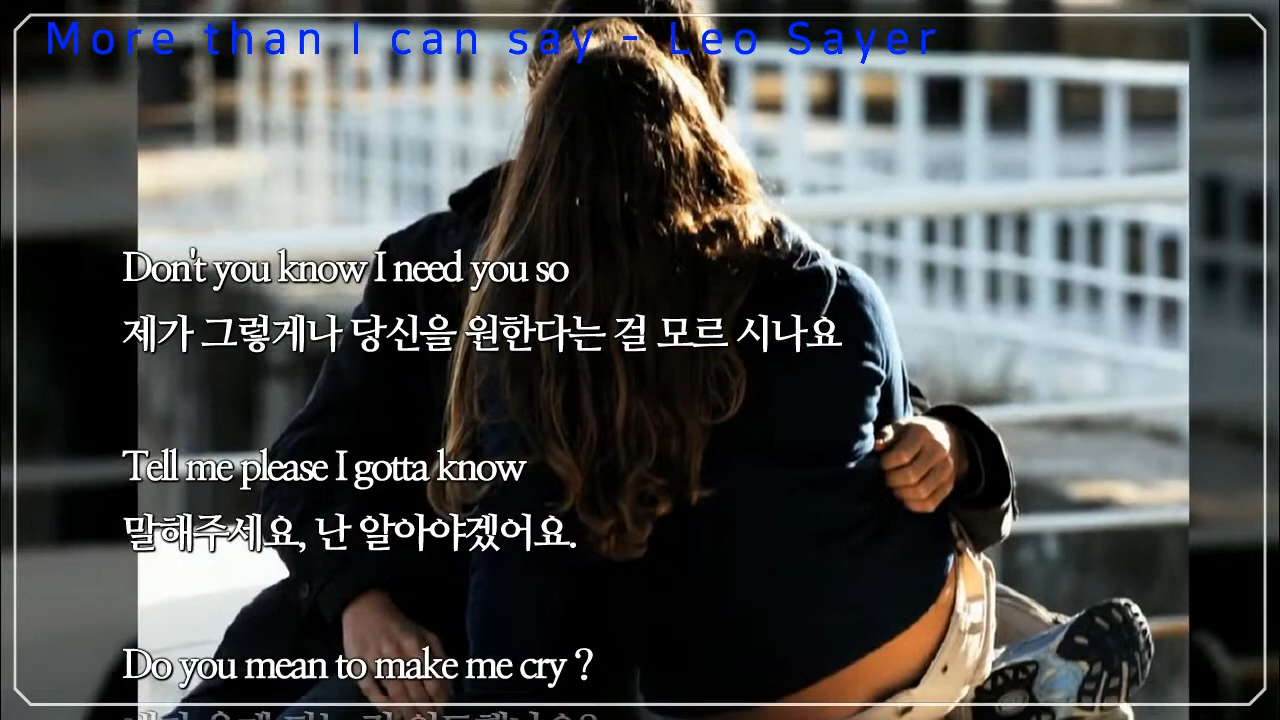 More than I can say - Leo Sayer
Don't you know I need you so
제가 그렇게나 당신을 원한다는 걸 모르 시나요
Tell me please I gotta know
말해주세요, 난 알아야겠어요.
Do you mean to make me cry ?